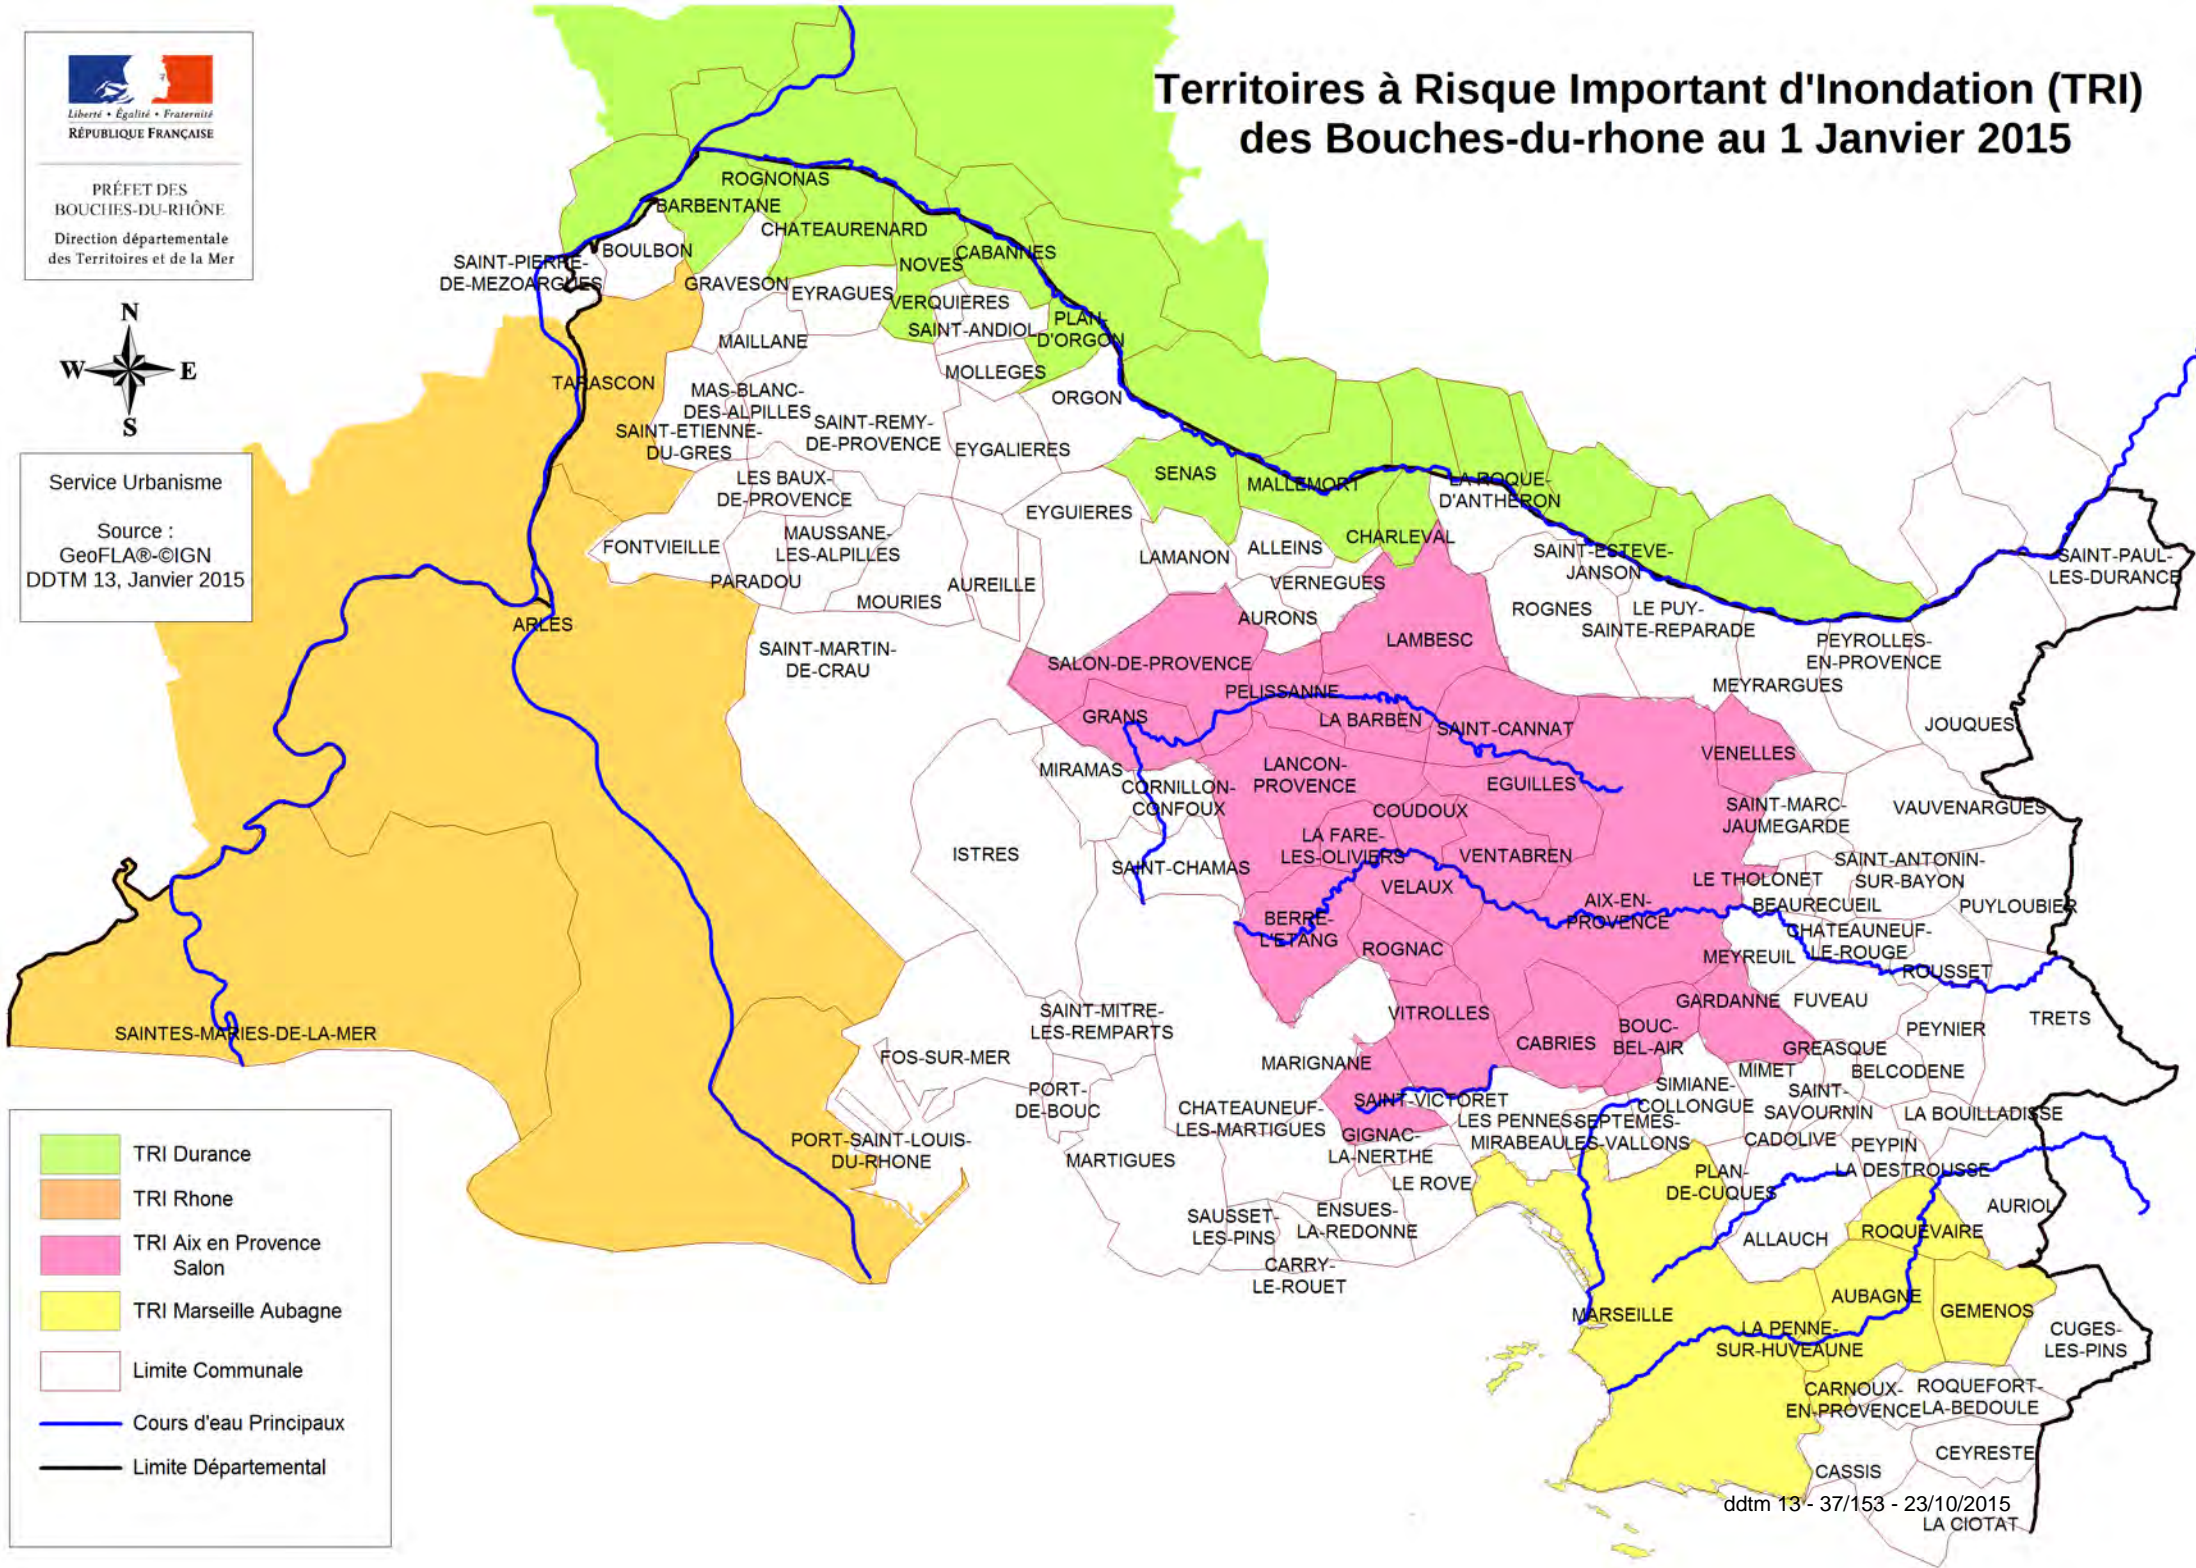 Liberté • Égalité • Fraternité
RÉPUBLIQUE FRANÇAISE
PRÉFET DES
BOUCHES-DU-RHÔNE
Direction départementale
des Territoires et de la Mer
Territoires à Risque Important d'Inondation (TRI)
des Bouches-du-rhone au 1 Janvier 2015
N
W
E
S
Service Urbanisme
Source :
GeoFLA®-©IGN
DDTM 13, Janvier 2015
ROGNONAS
BARBENTANE
CHATEAURENARD
BOULBON
SAINT-PIERRE-
DE-MEZOARGUES
NOVES
CABANNES
GRAVESON
EYRAGUES
VERQUIERES
SAINT-ANDIOL
PLAN-
D'ORGON
MAILLANE
MOLLEGES
TARASCON
MAS-BLANC-
DES-ALPILLES
ORGON
SAINT-REMY-
DE-PROVENCE
SAINT-ETIENNE-
DU-GRES
EYGALIERES
LES BAUX-
DE-PROVENCE
SENAS
MALLEMORT
LA ROQUE-
D'ANTHERON
EYGUIERES
FONTVIEILLE
MAUSSANE-
LES-ALPILLES
LAMANON
ALLEINS
CHARLEVAL
SAINT-ESTEVE-
JANSON
SAINT-PAUL-
LES-DURANCE
PARADOU
MOURIES
AUREILLE
VERNEGUES
AURONS
ROGNES
LE PUY-
SAINTE-REPARADE
ARLES
SAINT-MARTIN-
DE-CRAU
LAMBESC
PEYROLLES-
EN-PROVENCE
SALON-DE-PROVENCE
PELISSANNE
MEYRARGUES
GRANS
LA BARBEN
SAINT-CANNAT
JOUQUES
VENELLES
MIRAMAS
LANCON-
PROVENCE
EGUILLES
CORNILLON-
CONFOUX
COUDOUX
SAINT-MARC-
JAUMEGARDE
VAUVENARGUES
ISTRES
LA FARE-
LES-OLIVIERS
VENTABREN
SAINT-CHAMAS
SAINT-ANTONIN-
SUR-BAYON
VELAUX
LE THOLONET
BEAURECUEIL
PUYLOUBIER
AIX-EN-
PROVENCE
BERRE-
L'ETANG
ROGNAC
CHATEAUNEUF-
LE-ROUGE
MEYREUIL
ROUSSET
SAINTES-MARIES-DE-LA-MER
SAINT-MITRE-
LES-REMPARTS
VITROLLES
GARDANNE
FUVEAU
TRETS
PEYNIER
CABRIES
BOUC-
BEL-AIR
GREASQUE
FOS-SUR-MER
MARIGNANE
MIMET
BELCODENE
PORT-
DE-BOUC
SIMIANE-
COLLONGUE
SAINT-
SAVOURNIN
CHATEAUNEUF-
LES-MARTIGUES
SAINT-VICTORET
LA BOUILLADISSE
LES PENNES-
MIRABEAU
SEPTEMES-
LES-VALLONS
GIGNAC-
LA-NERTHE
CADOLIVE
PEYPIN
PORT-SAINT-LOUIS-
DU-RHONE
MARTIGUES
LE ROVE
PLAN-
DE-CUQUES
LA DESTROUSSE
AURIOL
SAUSSET-
LES-PINS
ENSUES-
LA-REDONNE
ALLAUCH
ROQUEVAIRE
CARRY-
LE-ROUET
MARSEILLE
AUBAGNE
GEMENOS
LA PENNE-
SUR-HUVEAUNE
CUGES-
LES-PINS
CARNOUX-
EN-PROVENCE
ROQUEFORT-
LA-BEDOULE
CEYRESTE
CASSIS
ddtm 13 - 37/153 - 23/10/2015
LA CIOTAT
TRI Durance
TRI Rhone
TRI Aix en Provence
Salon
TRI Marseille Aubagne
Limite Communale
Cours d'eau Principaux
Limite Départemental